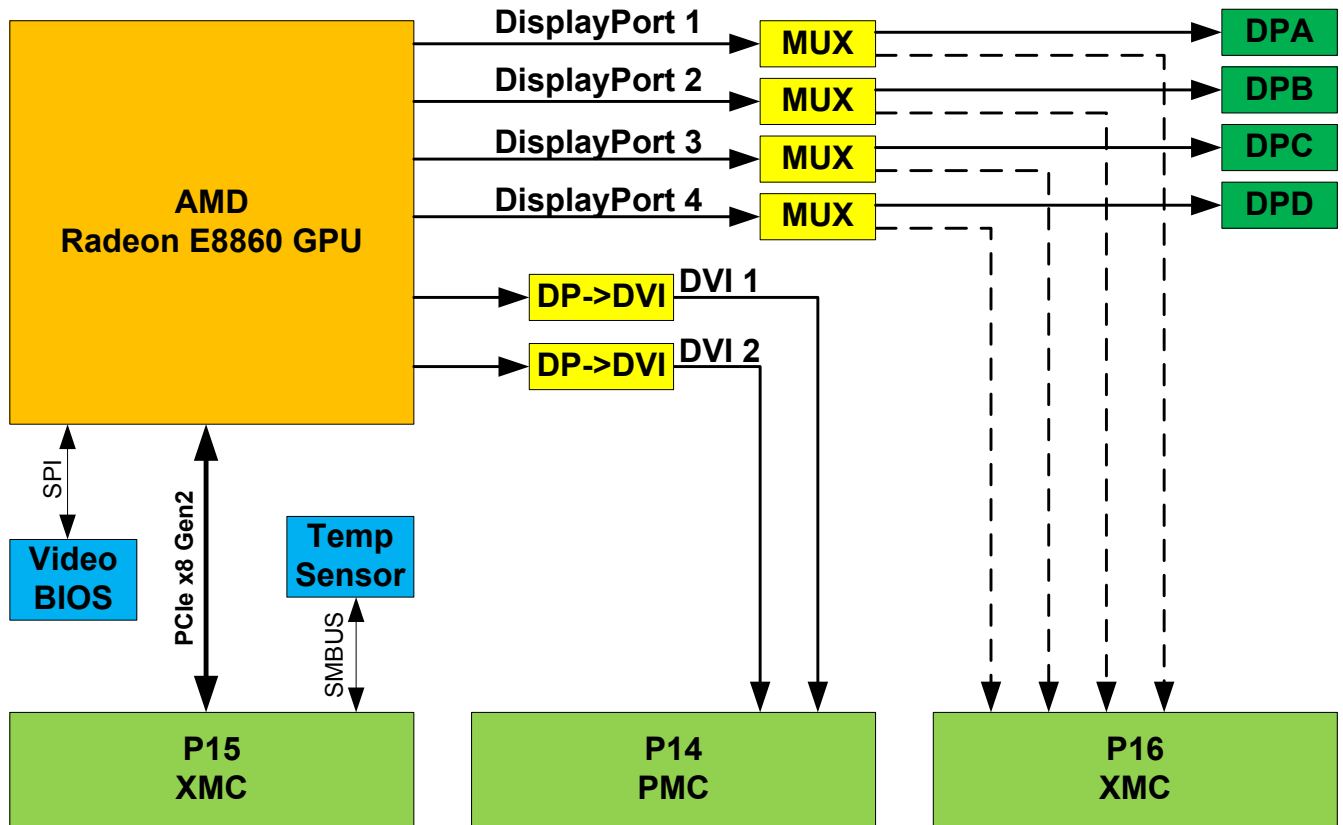 DisplayPort 1
MUX
DPA
DisplayPort 2
MUX
DPB
DisplayPort 3
MUX
DPC
DisplayPort 4
MUX
DPD
AMD
Radeon E8860 GPU
DP->DVI
DVI 1
DP->DVI
DVI 2
SPI
PCIe x8 Gen2
Video
BIOS
Temp
Sensor
SMBUS
P15
XMC
P14
PMC
P16
XMC